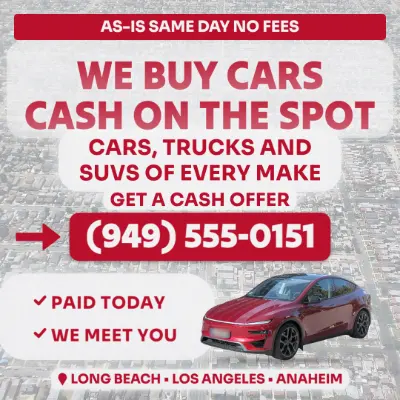 AS-IS SAME DAY NO FEES
WE BUY CARS
CASH ON THE SPOT
CARS, TRUCKS AND
SUVS OF EVERY MAKE
GET A CASH OFFER
(949) 555-0151
✓ PAID TODAY
✓ WE MEET YOU
LONG BEACH • LOS ANGELES • ANAHEIM